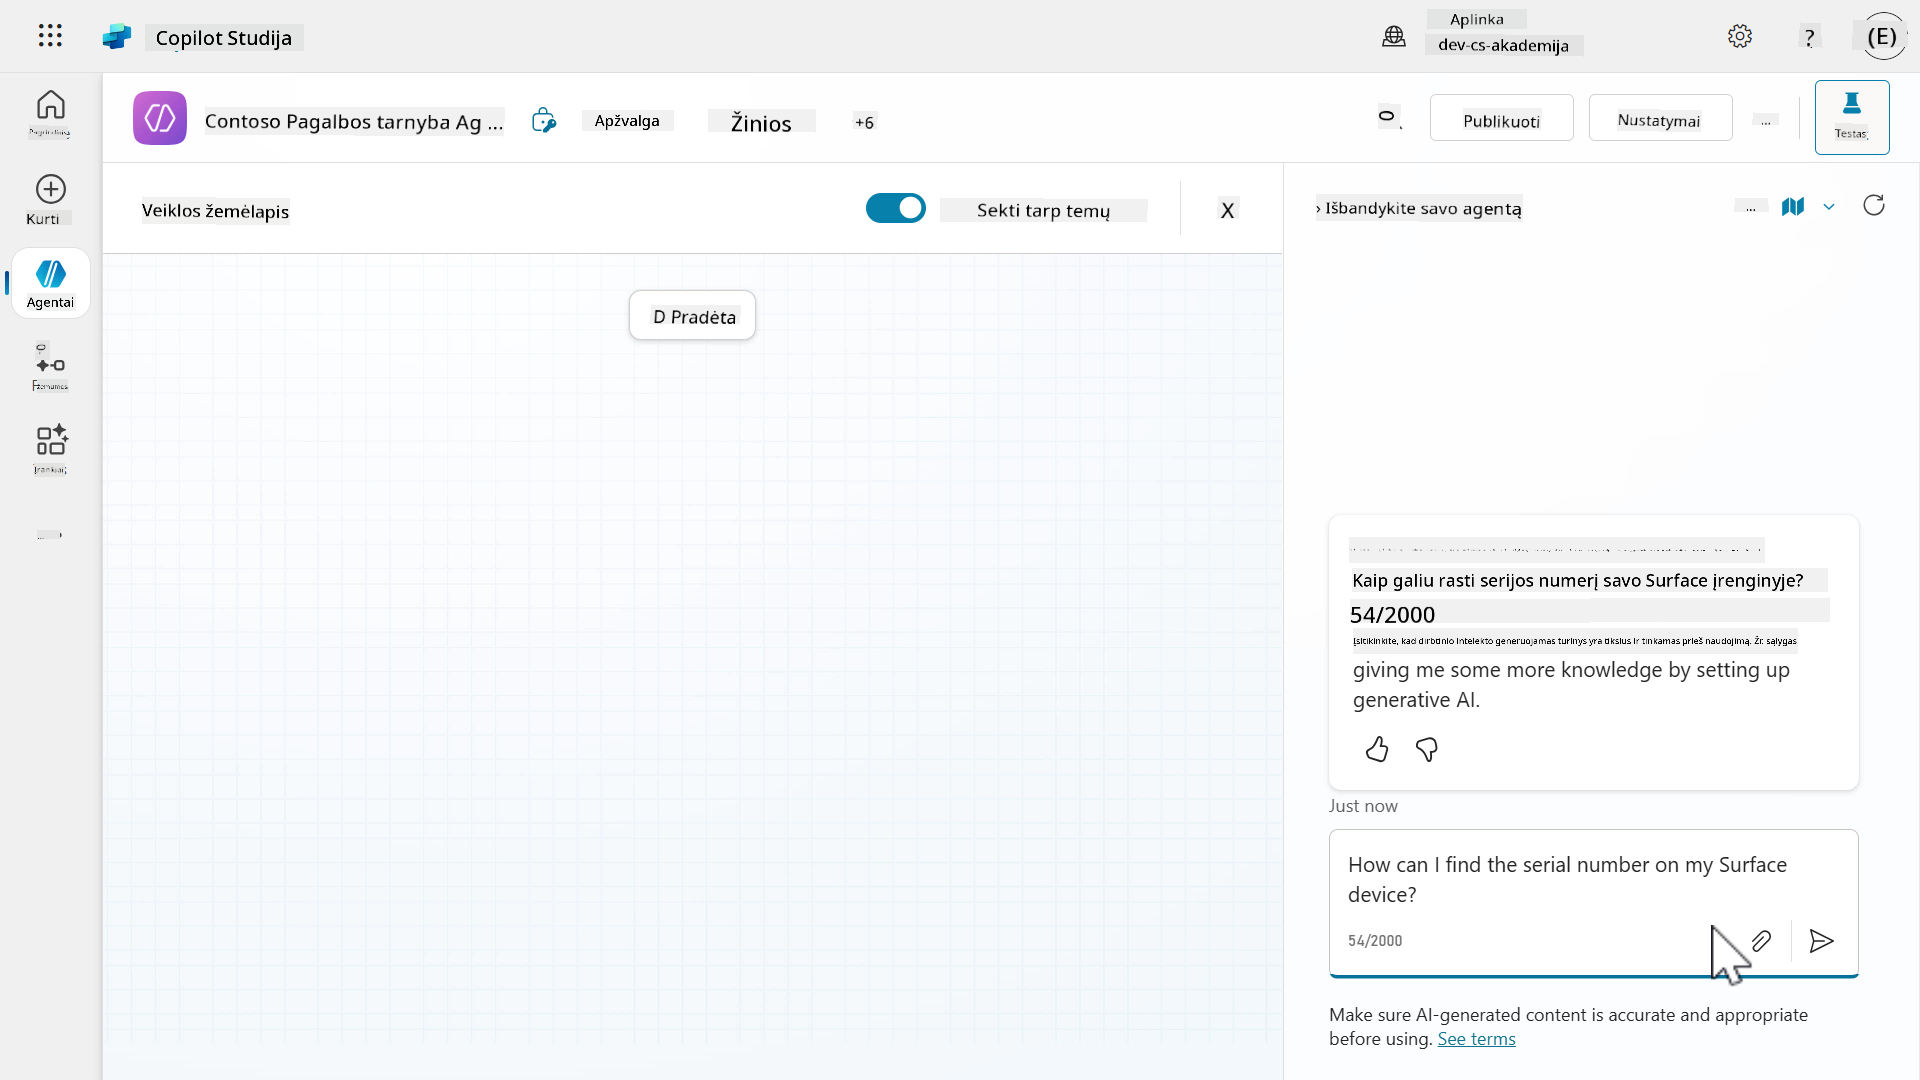 Copilot Studija
Aplinka
dev-cs-akademija
?
(E)
Kurti
Agentai
Contoso Pagalbos tarnyba Ag ...
Apžvalga
Žinios
+6
Publikuoti
Nustatymai
...
Testas
Veiklos žemėlapis
Sekti tarp temų
X
› Išbandykite savo agentą
...
D Pradėta
Kaip galiu rasti serijos numerį savo Surface įrenginyje?
54/2000
Įsitikinkite, kad dirbtinio intelekto generuojamas turinys yra tikslus ir tinkamas prieš naudojimą. Žr. sąlygas
giving me some more knowledge by setting up
generative AI.
Just now
How can I find the serial number on my Surface
device?
54/2000
Make sure AI-generated content is accurate and appropriate
before using. See terms